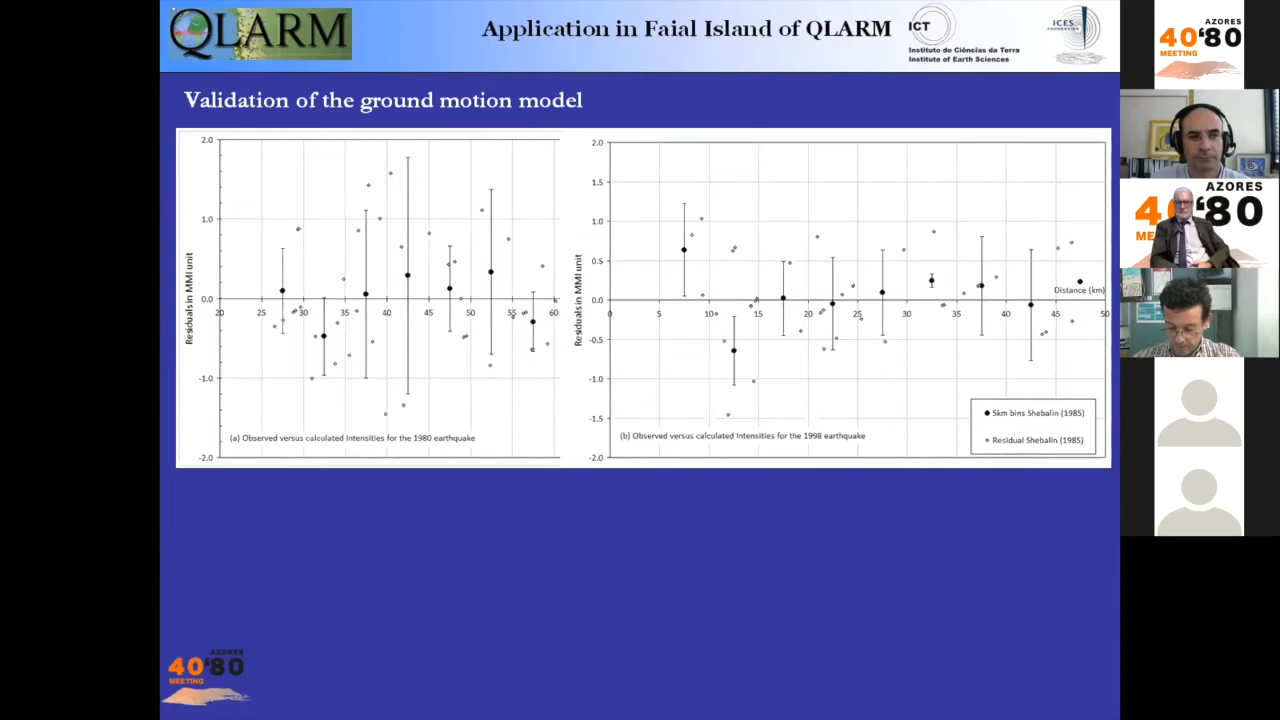 QLARM
Application in Faial Island of QLARM
ICT
Instituto de Ciências da Terra
Institute of Earth Sciences
ICES
FOUNDATION
Validation of the ground motion model
2.0
1.0
0.0
-1.0
-2.0
20
25
30
35
40
45
50
55
60
Residuals in MMI unit
(a) Observed versus calculated Intensities for the 1980 earthquake
2.0
1.5
1.0
0.5
0.0
-0.5
-1.0
-1.5
-2.0
0
5
10
15
20
25
30
35
40
45
50
Residuals in MMI unit
Distance (km)
(b) Observed versus calculated Intensities for the 1998 earthquake
5km bins Shebalin (1985)
Residual Shebalin (1985)
AZORES
40‘80
MEETING
AZORES
40‘80
MEETING
AZORES
4 ‘80
ME